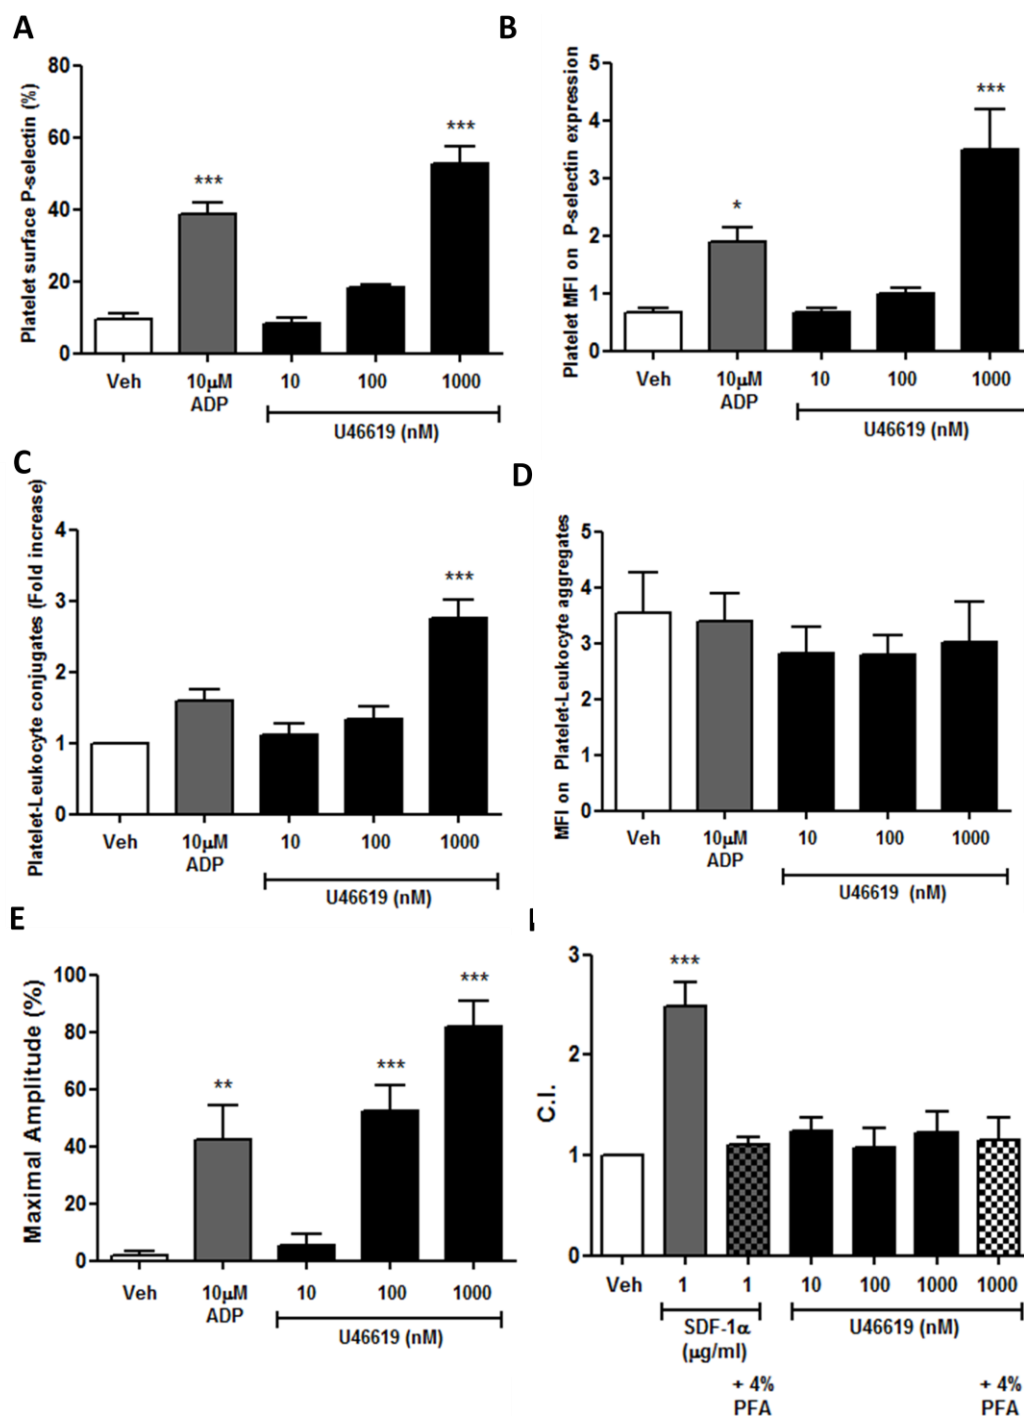 A
Platelet surface P-selectin (%)
80
60
40
20
0
***
***
Veh
10μM
ADP
10
100
1000
U46619 (nM)
B
Platelet MFI on P-selectin expression
5
4
3
2
1
0
*
***
Veh
10μM
ADP
10
100
1000
U46619 (nM)
C
Platelet-Leukocyte conjugates (Fold increase)
4
3
2
1
0
***
Veh
10μM
ADP
10
100
1000
U46619 (nM)
D
MFI on Platelet-Leukocyte aggregates
5
4
3
2
1
0
Veh
10μM
ADP
10
100
1000
U46619 (nM)
E
Maximal Amplitude (%)
100
80
60
40
20
0
**
***
***
Veh
10μM
ADP
10
100
1000
U46619 (nM)
C.I.
3
2
1
0
***
Veh
1
1
10
100
1000
1000
SDF-1α
(μg/ml)
U46619 (nM)
+ 4%
PFA
+ 4%
PFA